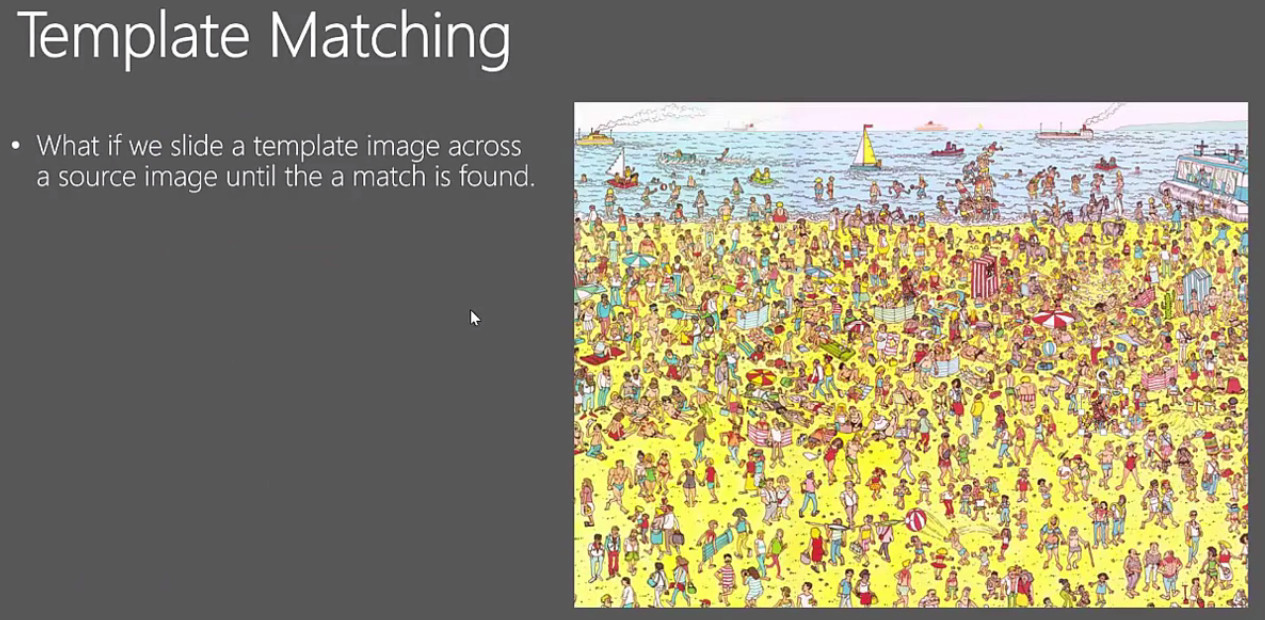 Template Matching
• What if we slide a template image across
a source image until the a match is found.